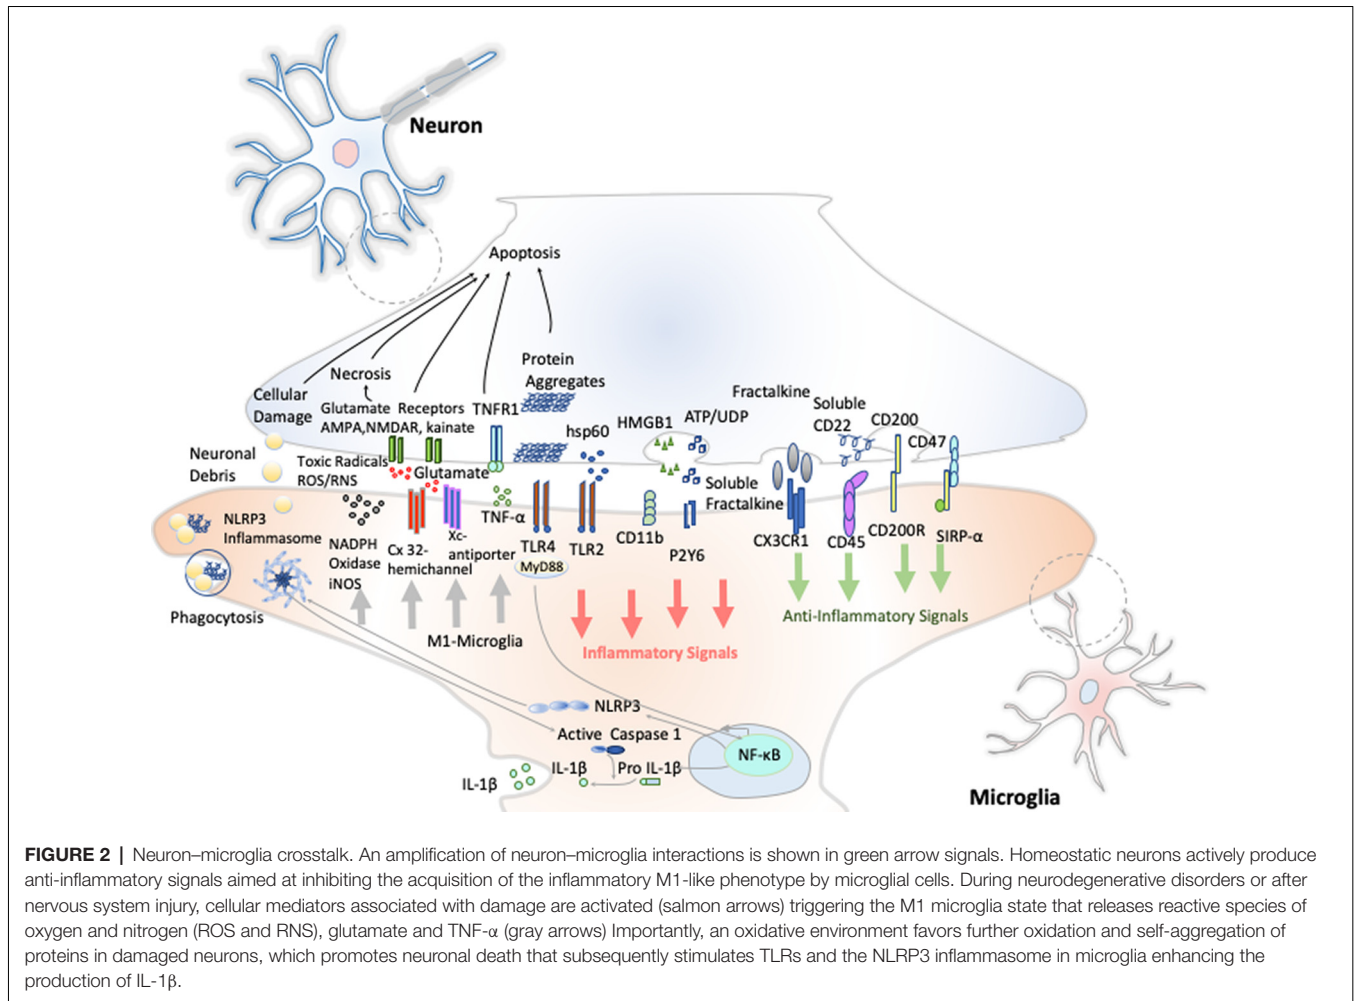 Neuron
Apoptosis
Protein
Aggregates
Necrosis
Cellular
Damage
Glutamate Receptors
AMPA,NMDAR, kainate
TNFR1
hsp60
HMGB1
ATP/UDP
Fractalkine
Soluble
CD22
CD200
CD47
Neuronal
Debris
Toxic Radicals
ROS/RNS
Glutamate
Soluble
Fractalkine
NLRP3
Inflammasome
NADPH
Oxidase
iNOS
Cx 32-
hemichannel
Xc-
antiporter
TNF-α
TLR4
MyD88
TLR2
CD11b
P2Y6
CX3CR1
CD45
CD200R
SIRP-α
Phagocytosis
M1-Microglia
Inflammatory Signals
Anti-Inflammatory Signals
NLRP3
Active Caspase 1
IL-1β
Pro IL-1β
IL-1β
NF-κB
Microglia
FIGURE 2 | Neuron–microglia crosstalk. An amplification of neuron–microglia interactions is shown in green arrow signals. Homeostatic neurons actively produce
anti-inflammatory signals aimed at inhibiting the acquisition of the inflammatory M1-like phenotype by microglial cells. During neurodegenerative disorders or after
nervous system injury, cellular mediators associated with damage are activated (salmon arrows) triggering the M1 microglia state that releases reactive species of
oxygen and nitrogen (ROS and RNS), glutamate and TNF-α (gray arrows) Importantly, an oxidative environment favors further oxidation and self-aggregation of
proteins in damaged neurons, which promotes neuronal death that subsequently stimulates TLRs and the NLRP3 inflammasome in microglia enhancing the
production of IL-1β.